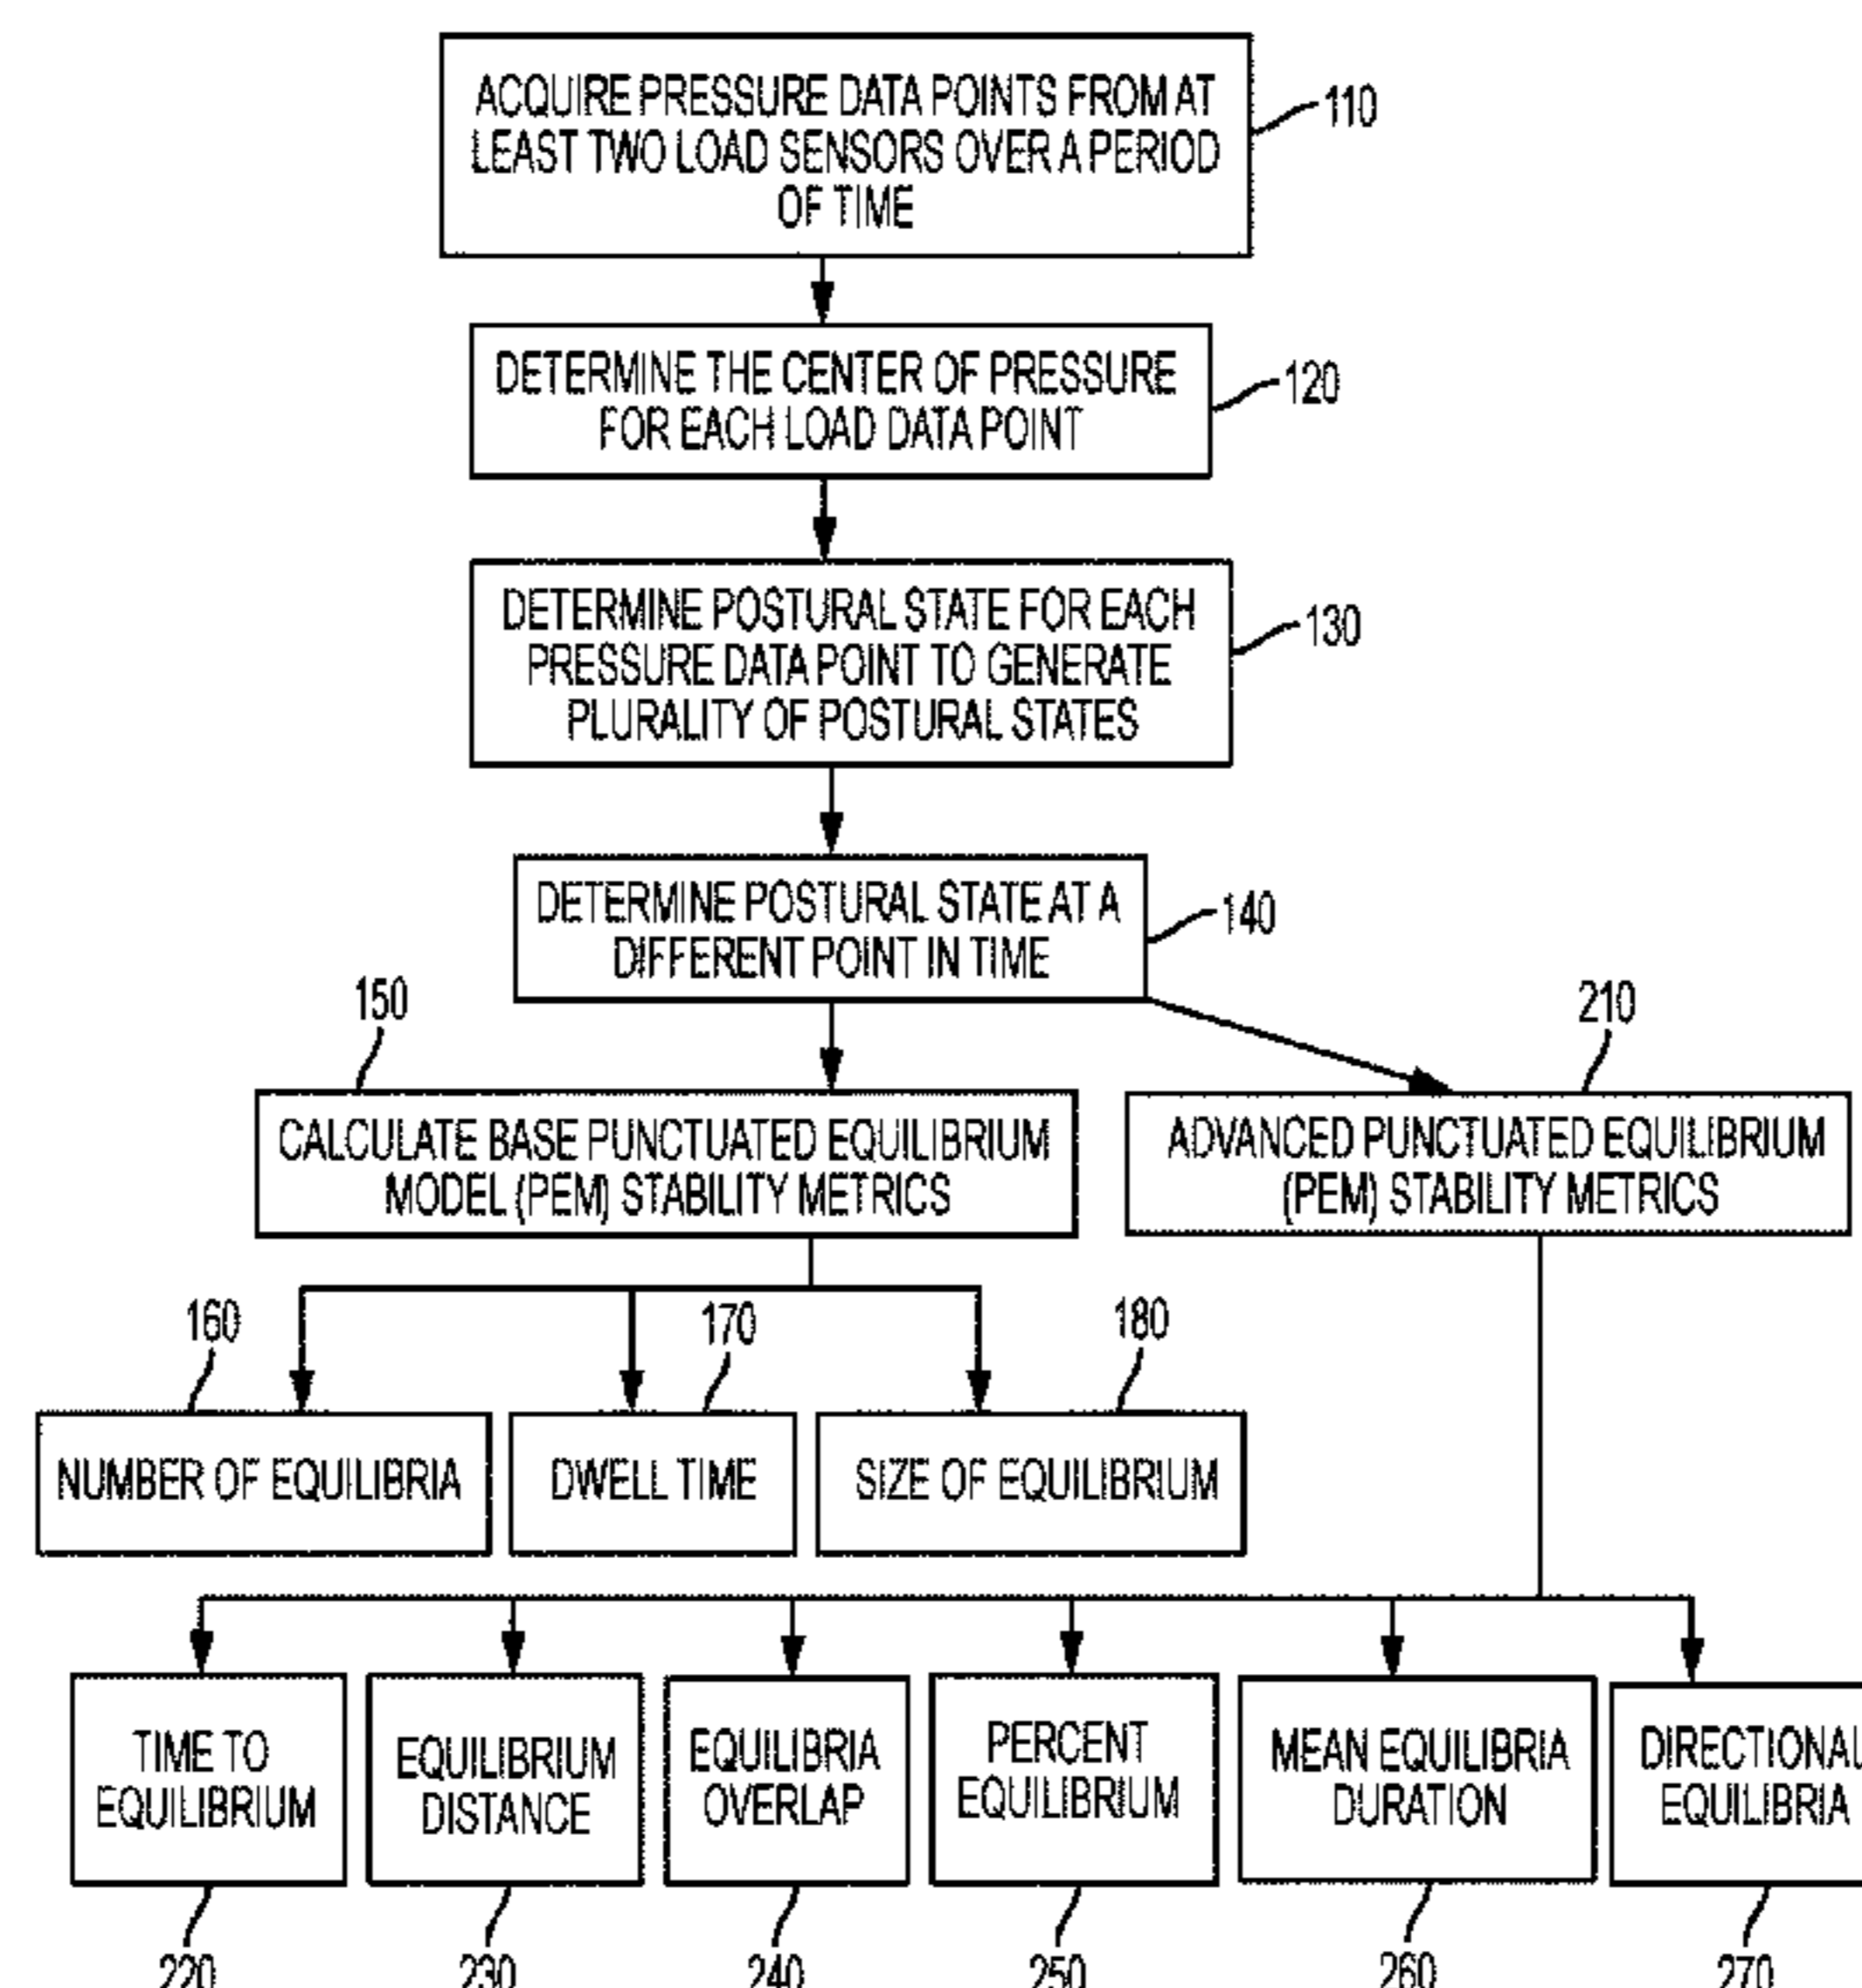 ACQUIRE PRESSURE DATA POINTS FROM AT
LEAST TWO LOAD SENSORS OVER A PERIOD
OF TIME
110
DETERMINE THE CENTER OF PRESSURE
FOR EACH LOAD DATA POINT
120
DETERMINE POSTURAL STATE FOR EACH
PRESSURE DATA POINT TO GENERATE
PLURALITY OF POSTURAL STATES
130
DETERMINE POSTURAL STATE AT A
DIFFERENT POINT IN TIME
140
150
CALCULATE BASE PUNCTUATED EQUILIBRIUM
MODEL (PEM) STABILITY METRICS
210
ADVANCED PUNCTUATED EQUILIBRIUM
(PEM) STABILITY METRICS
160
NUMBER OF EQUILIBRIA
170
DWELL TIME
180
SIZE OF EQUILIBRIUM
TIME TO
EQUILIBRIUM
220
EQUILIBRIUM
DISTANCE
230
EQUILIBRIA
OVERLAP
240
PERCENT
EQUILIBRIUM
250
MEAN EQUILIBRIA
DURATION
260
DIRECTIONAL
EQUILIBRIA
270